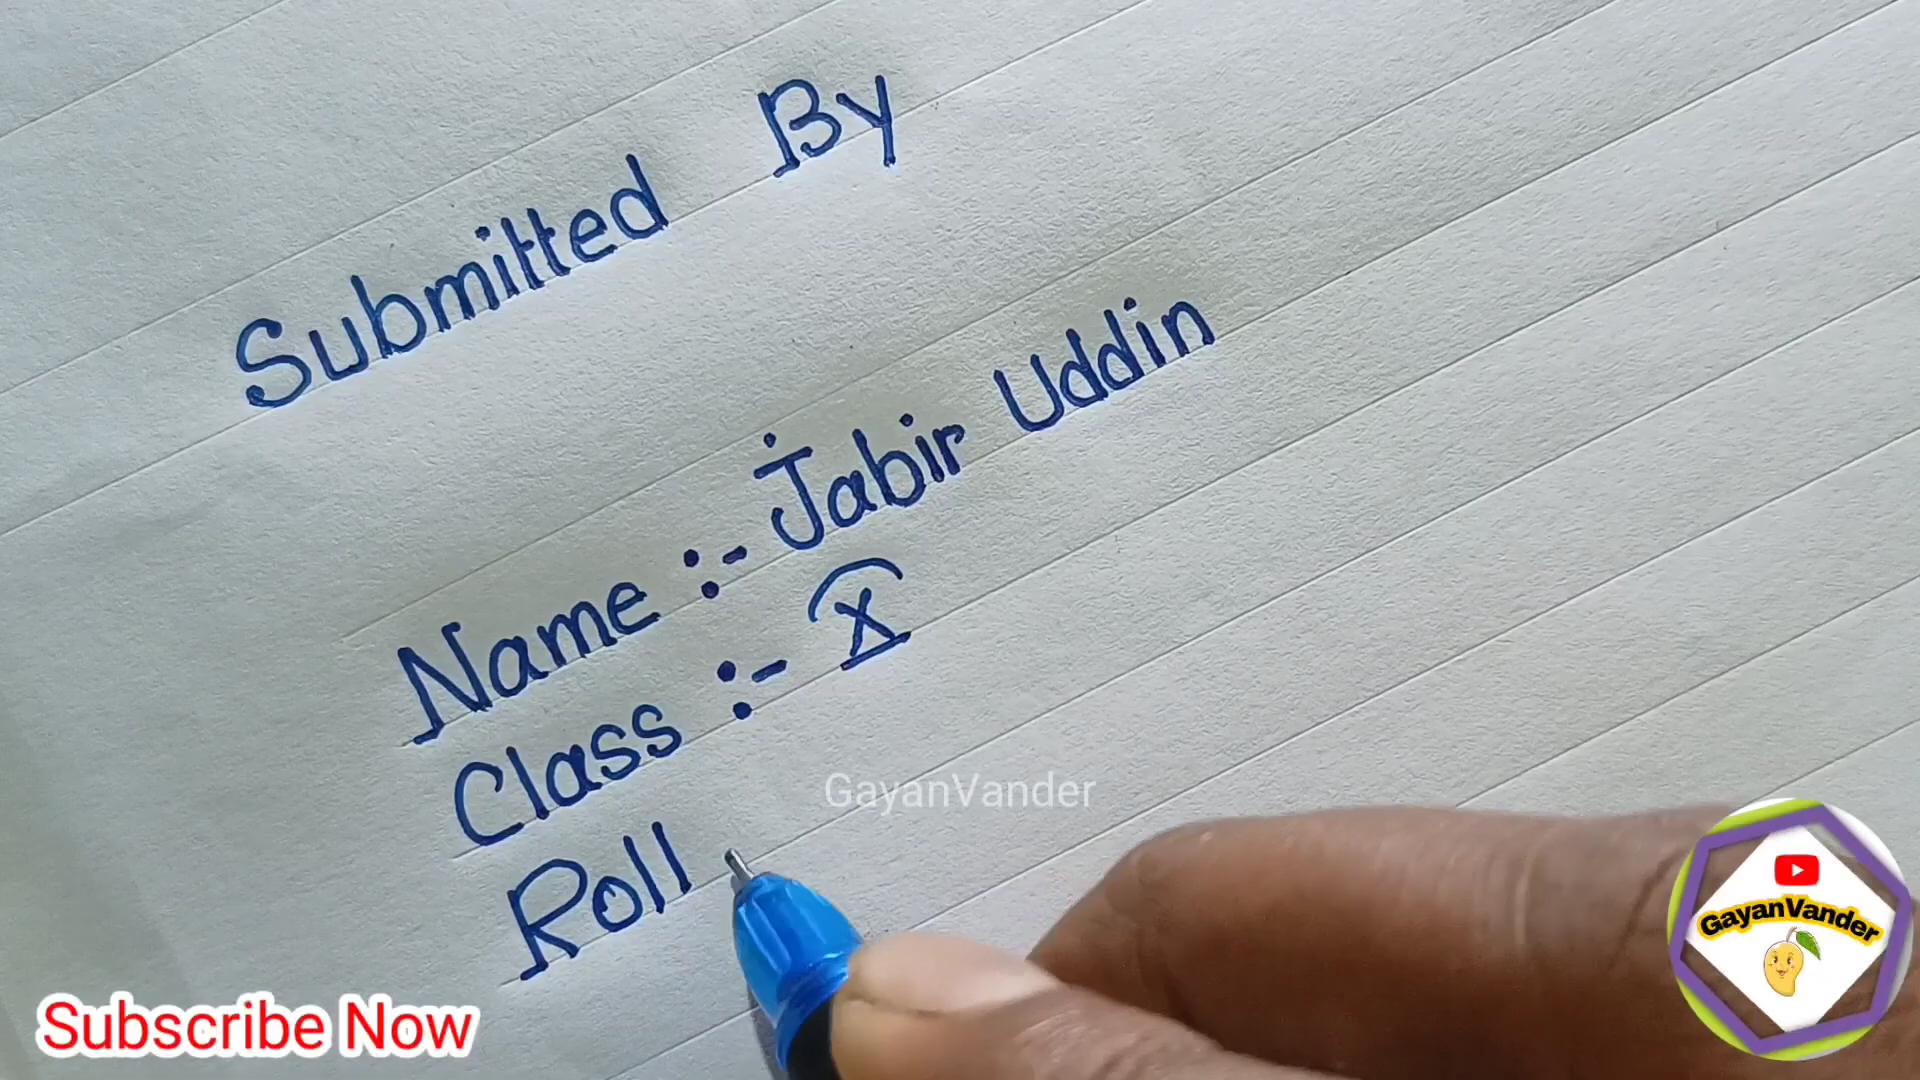 Submitted By
Name :- Jabir Uddin
Class :- X
Roll
GayanVander
GayanVander
Subscribe Now